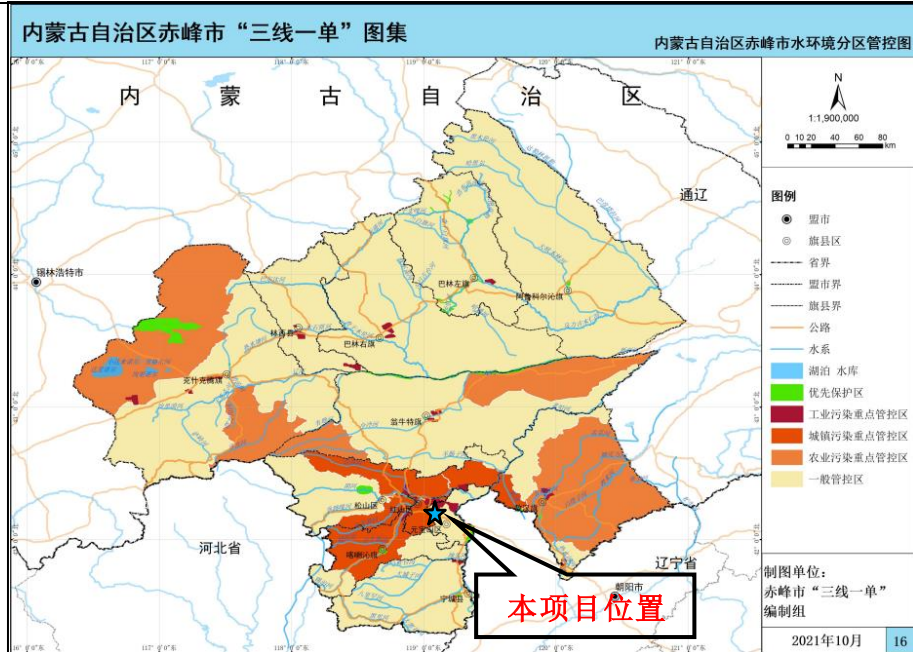 内蒙古自治区赤峰市“三线一单”图集
内蒙古自治区赤峰市水环境分区管控图
内 蒙 古 自 治 区
N
1:1,900,000
0 10 20 40 60 80
km
通辽
锡林浩特市
巴林左旗
阿鲁科尔沁旗
林西县
巴林右旗
克什克腾旗
翁牛特旗
松山区
红山区
元宝山区
喀喇沁旗
宁城县
河北省
辽宁省
朝阳市
本项目位置
图例
盟市
旗县区
省界
盟市界
旗县界
公路
水系
湖泊 水库
优先保护区
工业污染重点管控区
城镇污染重点管控区
农业污染重点管控区
一般管控区
制图单位：
赤峰市“三线一单”
编制组
2021年10月 16